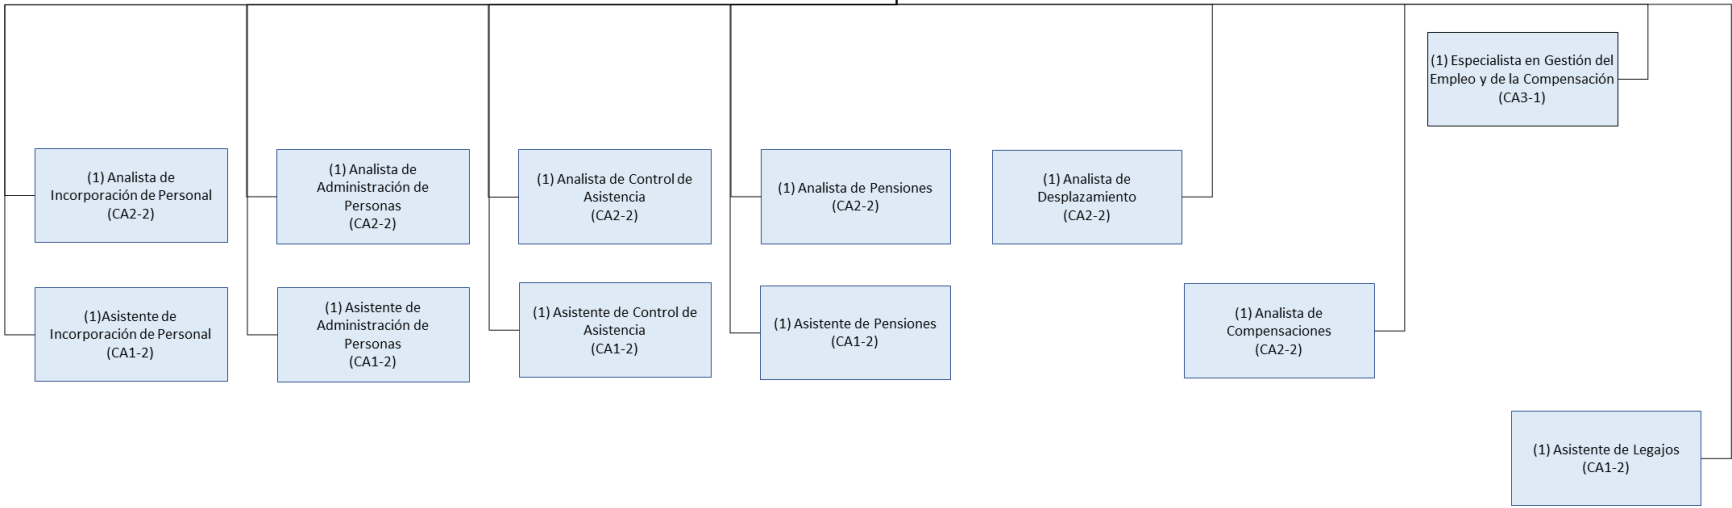 (1) Especialista en Gestión del
Empleo y de la Compensación
(CA3-1)
(1) Analista de
Incorporación de Personal
(CA2-2)
(1) Analista de
Administración de
Personas
(CA2-2)
(1) Analista de Control de
Asistencia
(CA2-2)
(1) Analista de Pensiones
(CA2-2)
(1) Analista de
Desplazamiento
(CA2-2)
(1)Asistente de
Incorporación de Personal
(CA1-2)
(1) Asistente de
Administración de
Personas
(CA1-2)
(1) Asistente de Control de
Asistencia
(CA1-2)
(1) Asistente de Pensiones
(CA1-2)
(1) Analista de
Compensaciones
(CA2-2)
(1) Asistente de Legajos
(CA1-2)